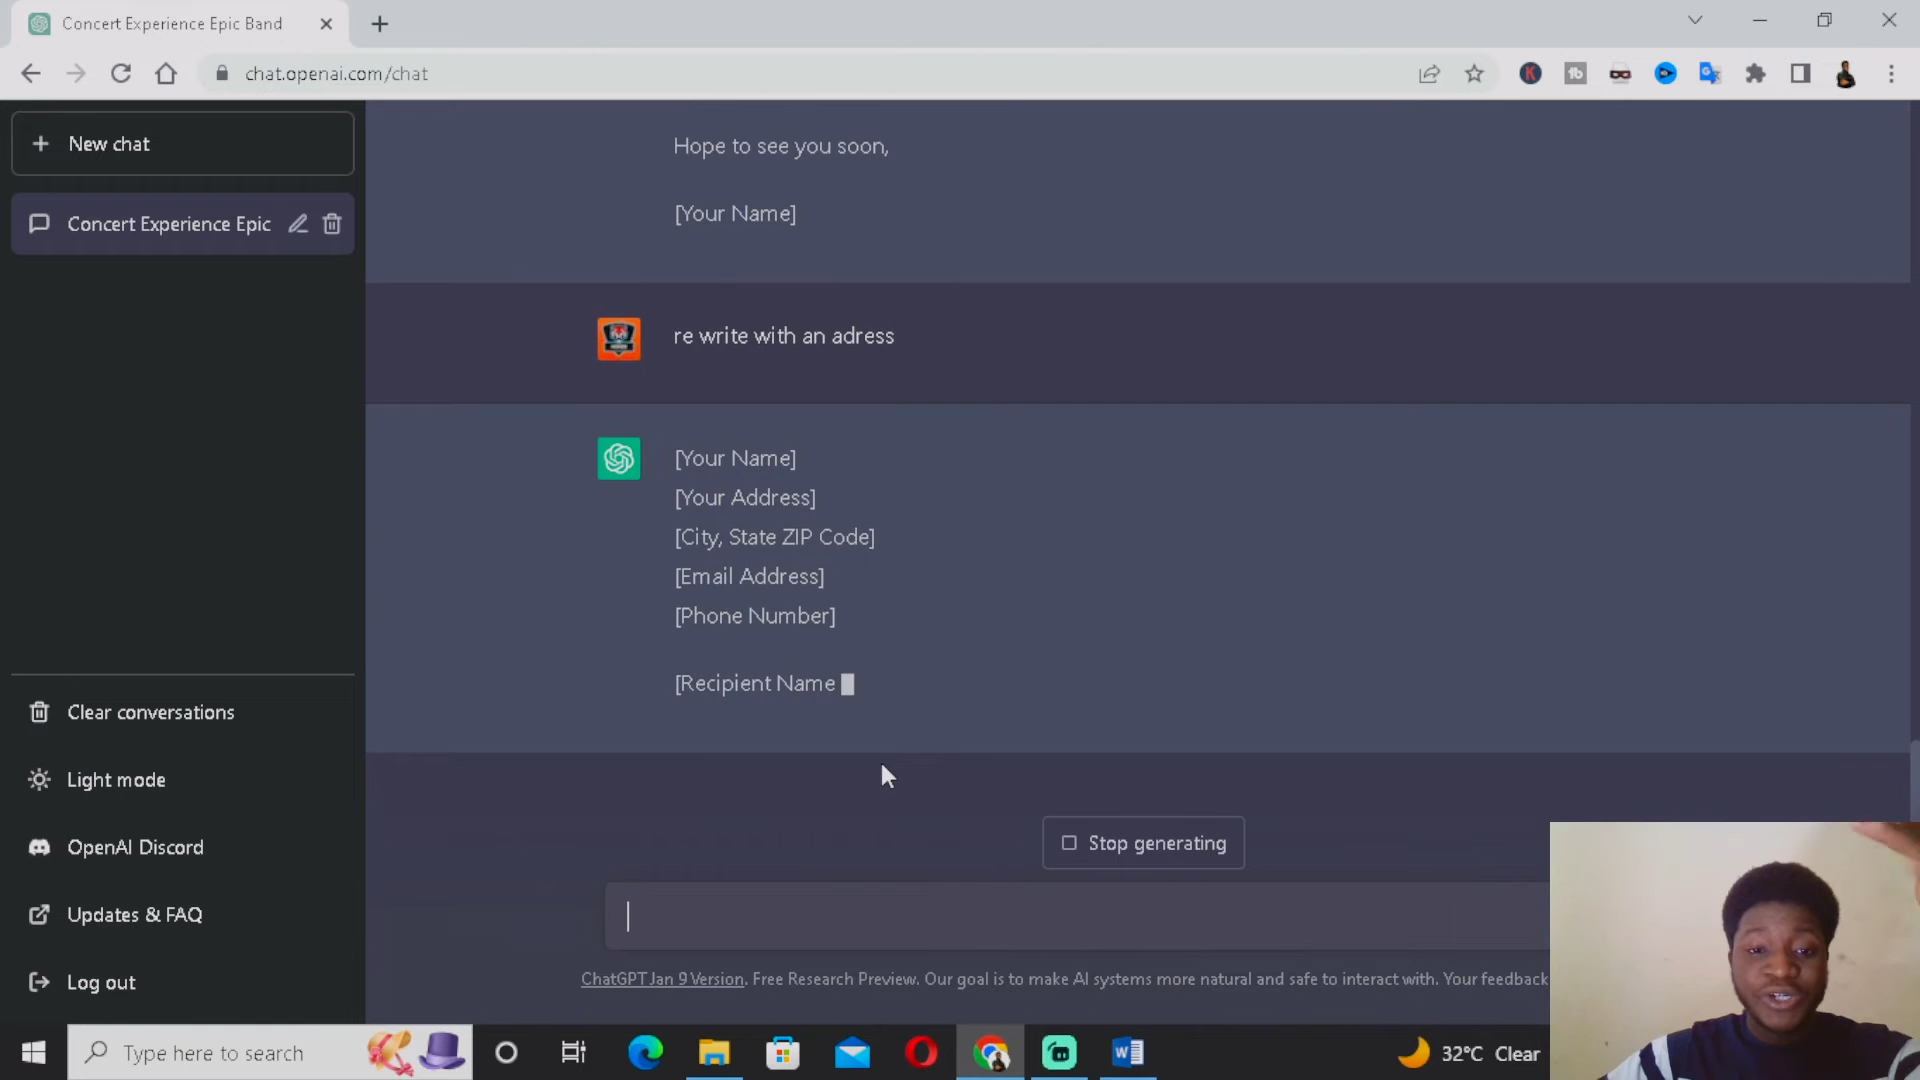 Concert Experience Epic Band
chat.openai.com/chat
New chat
Concert Experience Epic
Clear conversations
Light mode
OpenAI Discord
Updates & FAQ
Log out
Hope to see you soon,
[Your Name]
re write with an adress
[Your Name]
[Your Address]
[City, State ZIP Code]
[Email Address]
[Phone Number]
[Recipient Name
Stop generating
ChatGPT Jan 9 Version. Free Research Preview. Our goal is to make AI systems more natural and safe to interact with. Your feedback
Type here to search
32°C Clear